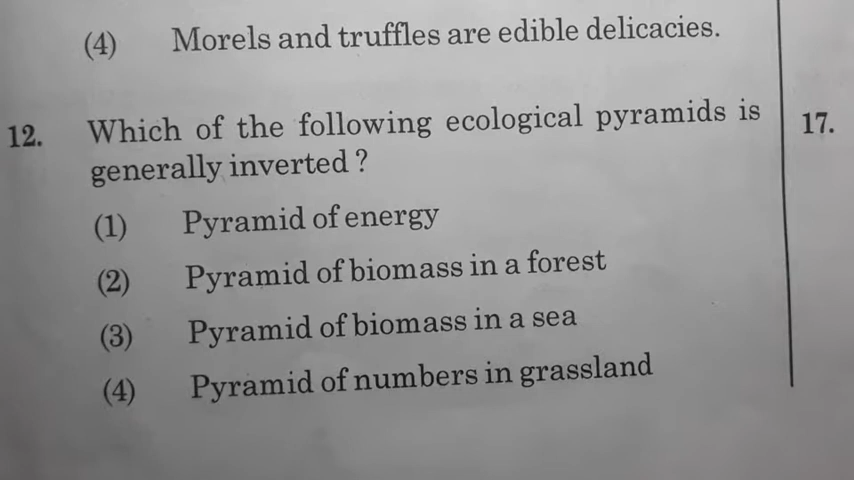 (4) Morels and truffles are edible delicacies.
12. Which of the following ecological pyramids is
generally inverted ?
(1) Pyramid of energy
(2) Pyramid of biomass in a forest
(3) Pyramid of biomass in a sea
(4) Pyramid of numbers in grassland
17.